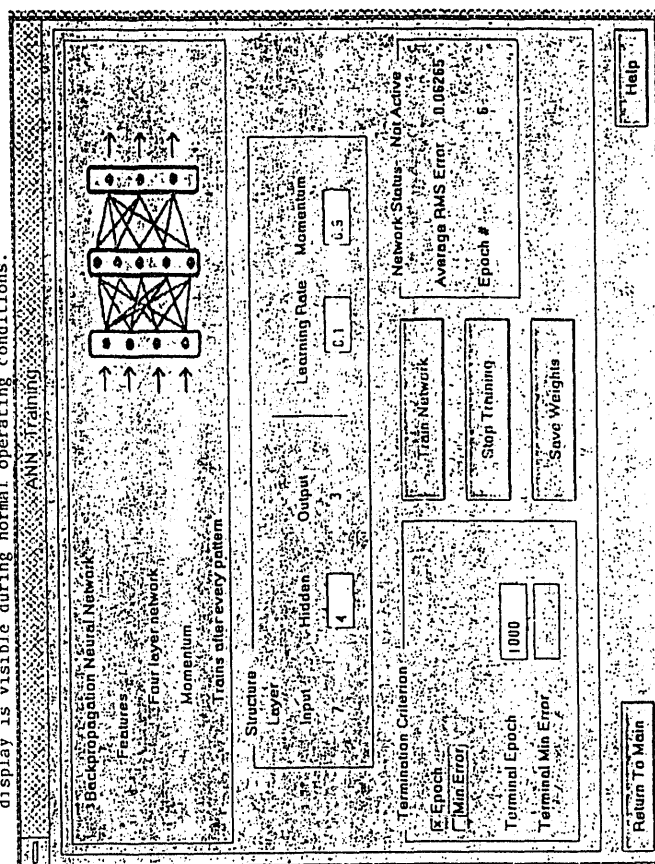 display is visible during normal operating conditions.
ANN Training
Backpropagation Neural Network
Features
Four layer network
Momentum
Trains after every pattern
Structure
Layer
Input Hidden Output Learning Rate Momentum
7 4 3 0.1 0.5
Termination Criterion
x Epoch
Min Error
Terminal Epoch 1000
Terminal Min Error
Train Network
Stop Training
Save Weights
Network Status Not Active
Average RMS Error 0.06265
Epoch # 6
Return To Main
Help